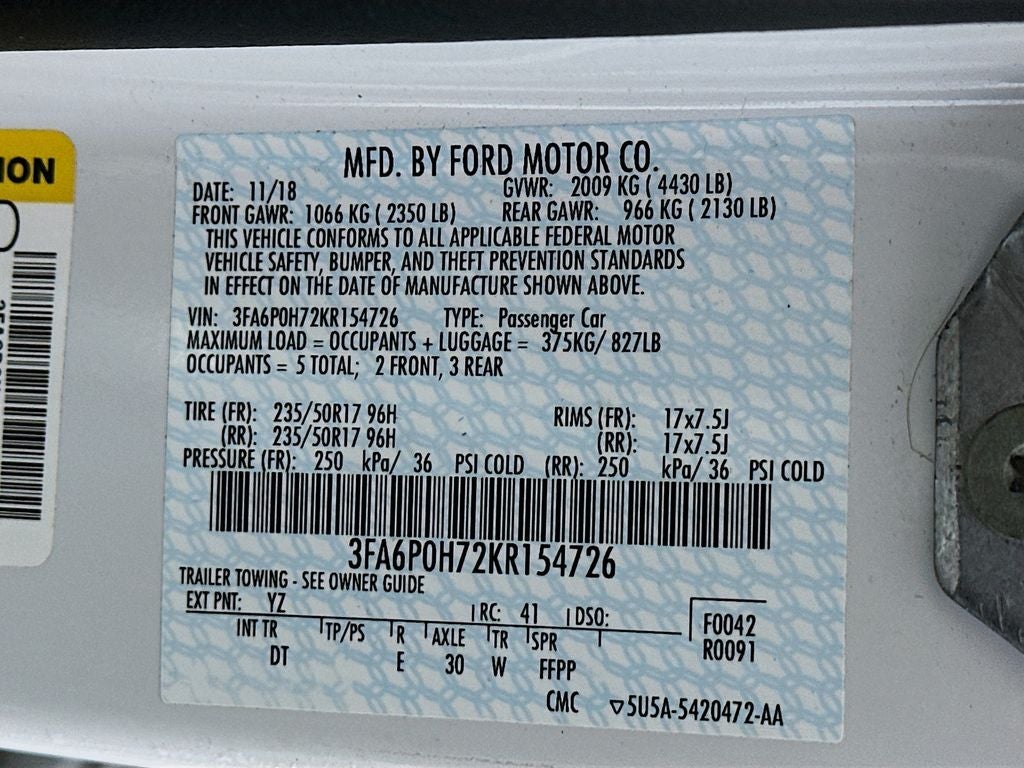 ION
MFD. BY FORD MOTOR CO.
DATE: 11/18 GVWR: 2009 KG ( 4430 LB)
FRONT GAWR: 1066 KG ( 2350 LB) REAR GAWR: 966 KG ( 2130 LB)
THIS VEHICLE CONFORMS TO ALL APPLICABLE FEDERAL MOTOR
VEHICLE SAFETY, BUMPER, AND THEFT PREVENTION STANDARDS
IN EFFECT ON THE DATE OF MANUFACTURE SHOWN ABOVE.
VIN: 3FA6P0H72KR154726 TYPE: Passenger Car
MAXIMUM LOAD = OCCUPANTS + LUGGAGE = 375KG/ 827LB
OCCUPANTS = 5 TOTAL; 2 FRONT, 3 REAR
TIRE (FR): 235/50R17 96H RIMS (FR): 17x7.5J
(RR): 235/50R17 96H (RR): 17x7.5J
PRESSURE (FR): 250 kPa/ 36 PSI COLD (RR): 250 kPa/ 36 PSI COLD
3FA6P0H72KR154726
TRAILER TOWING - SEE OWNER GUIDE
EXT PNT: YZ RC: 41 DSO: F0042
INT TR TP/PS R AXLE TR SPR R0091
DT E 30 W FFPP
CMC ▽5U5A-5420472-AA